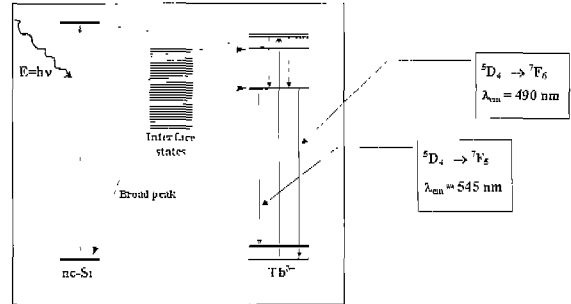 E=hν
Interface
states
Broad peak
nc-Si
Tb³⁺
⁵D₄ → ⁷F₆
λem = 490 nm
⁵D₄ → ⁷F₅
λem = 545 nm